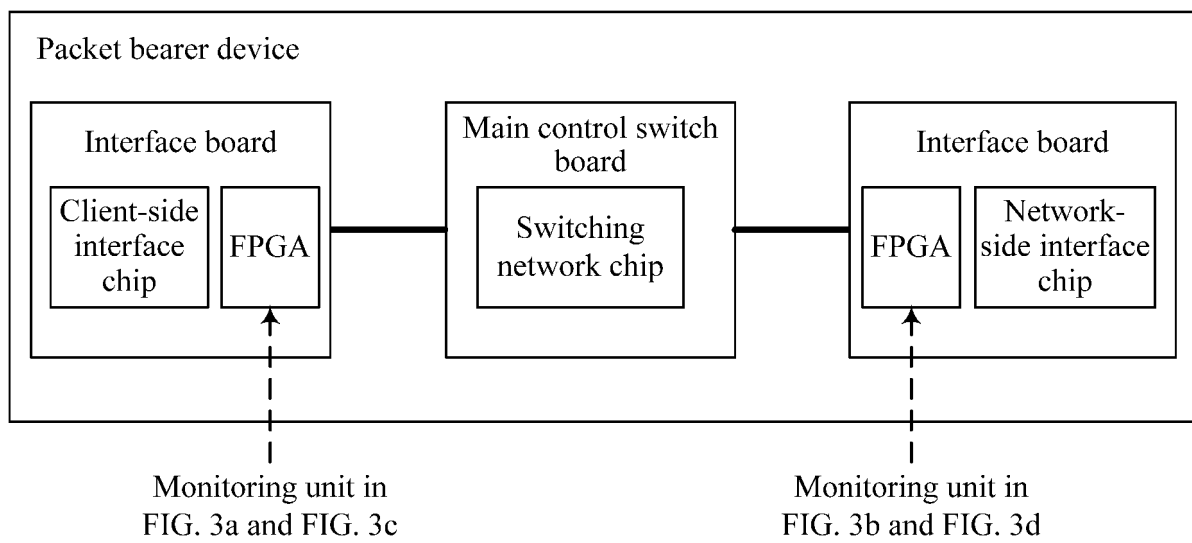 Packet bearer device
Interface board
Client-side
interface
chip
FPGA
Main control switch
board
Switching
network chip
Interface board
FPGA
Network-
side interface
chip
Monitoring unit in
FIG. 3a and FIG. 3c
Monitoring unit in
FIG. 3b and FIG. 3d